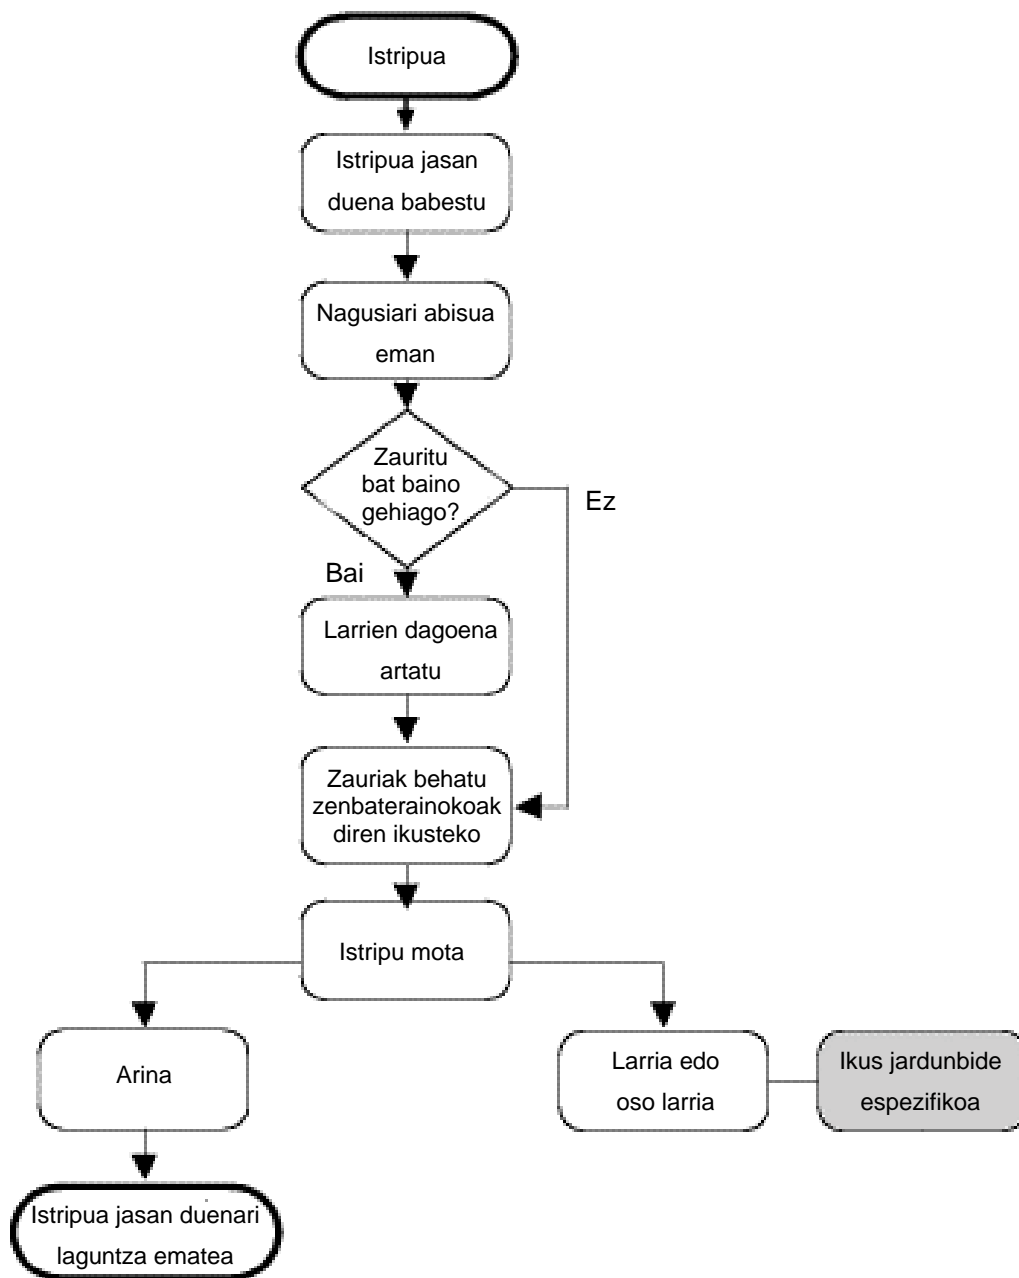 Istripua
Istripua jasan
duena babestu
Nagusiari abisua
eman
Zauritu
bat baino
gehiago?
Ez
Bai
Larrien dagoena
artatu
Zauriak behatu
zenbaterainokoak
diren ikusteko
Istripu mota
Arina
Larria edo
oso larria
Ikus jardunbide
espezifikoa
Istripua jasan duenari
laguntza ematea